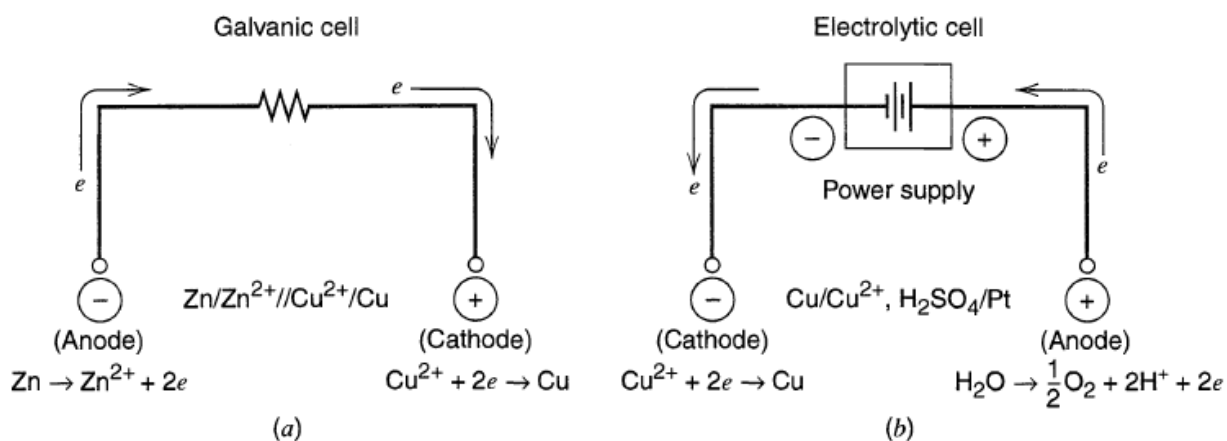 Galvanic cell
e
e
Zn/Zn²⁺//Cu²⁺/Cu
−
+
(Anode)
(Cathode)
Zn → Zn²⁺ + 2e
Cu²⁺ + 2e → Cu
(a)
Electrolytic cell
−
+
e
e
Power supply
Cu/Cu²⁺, H₂SO₄/Pt
−
+
(Cathode)
(Anode)
Cu²⁺ + 2e → Cu
H₂O → 1/2 O₂ + 2H⁺ + 2e
(b)